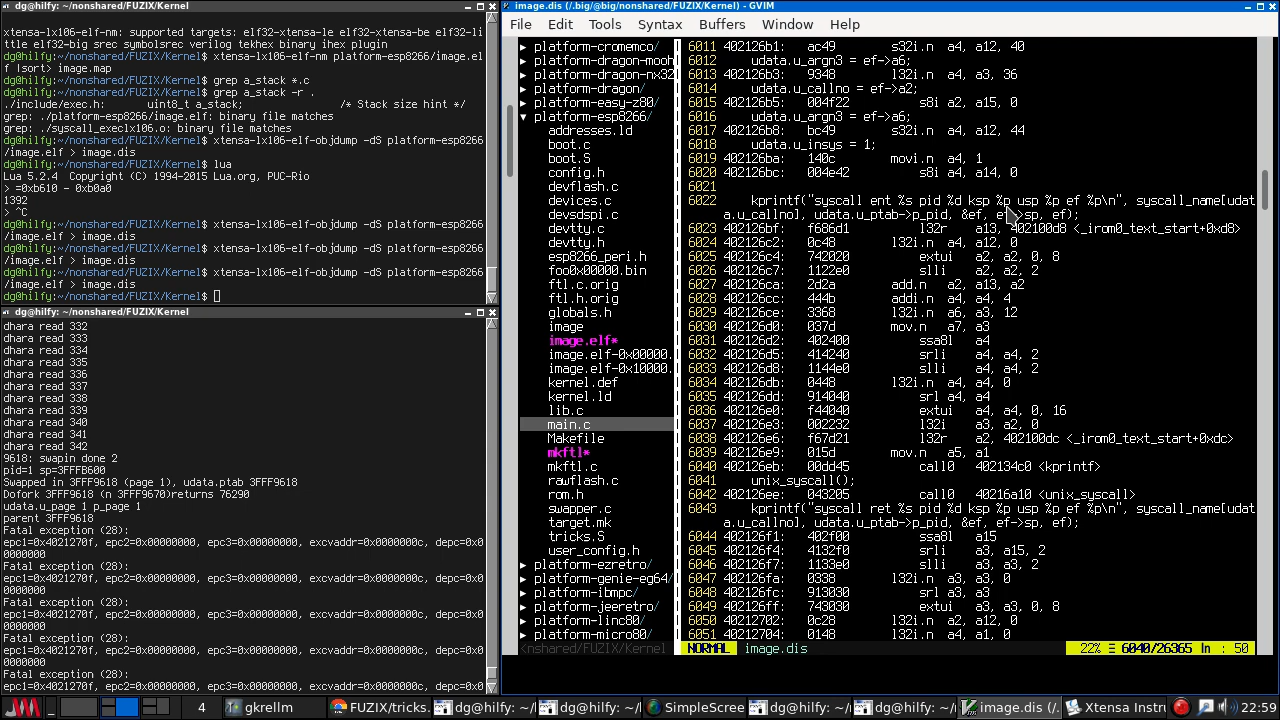 dg@hilfy: ~/nonshared/FUZIX/Kernel
xtensa-lx106-elf-nm: supported targets: elf32-xtensa-le elf32-xtensa-be elf32-li
ttle elf32-big srec symbolsrec verilog tekhex binary ihex plugin
dg@hilfy:~/nonshared/FUZIX/Kernel$ xtensa-lx106-elf-nm platform-esp8266/image.el
f |sort> image.map
dg@hilfy:~/nonshared/FUZIX/Kernel$ grep a_stack *.c
dg@hilfy:~/nonshared/FUZIX/Kernel$ grep a_stack -r .
./include/exec.h:       uint8_t a_stack;                /* Stack size hint */
grep: ./platform-esp8266/image.elf: binary file matches
grep: ./syscall_execlx106.o: binary file matches
dg@hilfy:~/nonshared/FUZIX/Kernel$ xtensa-lx106-elf-objdump -dS platform-esp8266
/image.elf > image.dis
dg@hilfy:~/nonshared/FUZIX/Kernel$ lua
Lua 5.2.4  Copyright (C) 1994-2015 Lua.org, PUC-Rio
> =0xb610 - 0xb0a0
1392
> ^C
dg@hilfy:~/nonshared/FUZIX/Kernel$ xtensa-lx106-elf-objdump -dS platform-esp8266
/image.elf > image.dis
dg@hilfy:~/nonshared/FUZIX/Kernel$ xtensa-lx106-elf-objdump -dS platform-esp8266
/image.elf > image.dis
dg@hilfy:~/nonshared/FUZIX/Kernel$ xtensa-lx106-elf-objdump -dS platform-esp8266
/image.elf > image.dis
dg@hilfy:~/nonshared/FUZIX/Kernel$
dg@hilfy: ~/nonshared/FUZIX/Kernel
dhara read 332
dhara read 333
dhara read 334
dhara read 335
dhara read 336
dhara read 337
dhara read 338
dhara read 339
dhara read 340
dhara read 341
dhara read 342
9618: swapin done 2
pid=1 sp=3FFFB600
Swapped in 3FFF9618 (page 1), udata.ptab 3FFF9618
Dofork 3FFF9618 (n 3FFF9670)returns 76290
udata.u_page 1 p_page 1
parent 3FFF9618
Fatal exception (28):
epc1=0x4021270f, epc2=0x00000000, epc3=0x00000000, excvaddr=0x0000000c, depc=0x0
0000000
Fatal exception (28):
epc1=0x4021270f, epc2=0x00000000, epc3=0x00000000, excvaddr=0x0000000c, depc=0x0
0000000
Fatal exception (28):
epc1=0x4021270f, epc2=0x00000000, epc3=0x00000000, excvaddr=0x0000000c, depc=0x0
0000000
Fatal exception (28):
epc1=0x4021270f, epc2=0x00000000, epc3=0x00000000, excvaddr=0x0000000c, depc=0x0
0000000
Fatal exception (28):
epc1=0x4021270f, epc2=0x00000000, epc3=0x00000000, excvaddr=0x0000000c, depc=0x0
image.dis (/.big/@big/nonshared/FUZIX/Kernel) - GVIM
File Edit Tools Syntax Buffers Window Help
▸ platform-cromemco/
▸ platform-dragon-mooh
▸ platform-dragon-nx32
▸ platform-dragon/
▸ platform-easy-z80/
▾ platform-esp8266/
addresses.ld
boot.c
boot.S
config.h
devflash.c
devices.c
devsdspi.c
devtty.c
devtty.h
esp8266_peri.h
foo0x00000.bin
ftl.c.orig
ftl.h.orig
globals.h
image
image.elf*
image.elf-0x00000.
image.elf-0x10000.
kernel.def
kernel.ld
lib.c
main.c
Makefile
mkftl*
mkftl.c
rawflash.c
rom.h
swapper.c
target.mk
tricks.S
user_config.h
▸ platform-ezretro/
▸ platform-genie-eg64/
▸ platform-ibmpc/
▸ platform-jeeretro/
▸ platform-linc80/
▸ platform-micro80/
<nshared/FUZIX/Kernel
6011 402126b1:   ac49        s32i.n  a4, a12, 40
6012     udata.u_argn3 = ef->a6;
6013 402126b3:   9348        l32i.n  a4, a3, 36
6014     udata.u_callno = ef->a2;
6015 402126b5:   004f22      s8i a2, a15, 0
6016     udata.u_argn3 = ef->a6;
6017 402126b8:   bc49        s32i.n  a4, a12, 44
6018     udata.u_insys = 1;
6019 402126ba:   140c        movi.n  a4, 1
6020 402126bc:   004e42      s8i a4, a14, 0
6021
6022     kprintf("syscall ent %s pid %d ksp %p usp %p ef %p\n", syscall_name[udat
a.u_callno], udata.u_ptab->p_pid, &ef, ef->sp, ef);
6023 402126bf:   f686d1      l32r    a13, 402100d8 <_irom0_text_start+0xd8>
6024 402126c2:   0c48        l32i.n  a4, a12, 0
6025 402126c4:   742020      extui   a2, a2, 0, 8
6026 402126c7:   1122e0      slli    a2, a2, 2
6027 402126ca:   2d2a        add.n   a2, a13, a2
6028 402126cc:   444b        addi.n  a4, a4, 4
6029 402126ce:   3368        l32i.n  a6, a3, 12
6030 402126d0:   037d        mov.n   a7, a3
6031 402126d2:   402400      ssa8l   a4
6032 402126d5:   414240      srli    a4, a4, 2
6033 402126d8:   1144e0      slli    a4, a4, 2
6034 402126db:   0448        l32i.n  a4, a4, 0
6035 402126dd:   914040      srl a4, a4
6036 402126e0:   f44040      extui   a4, a4, 0, 16
6037 402126e3:   002232      l32i    a3, a2, 0
6038 402126e6:   f67d21      l32r    a2, 402100dc <_irom0_text_start+0xdc>
6039 402126e9:   015d        mov.n   a5, a1
6040 402126eb:   00dd45      call0   402134c0 <kprintf>
6041     unix_syscall();
6042 402126ee:   043205      call0   40216a10 <unix_syscall>
6043     kprintf("syscall ret %s pid %d ksp %p usp %p ef %p\n", syscall_name[udat
a.u_callno], udata.u_ptab->p_pid, &ef, ef->sp, ef);
6044 402126f1:   402f00      ssa8l   a15
6045 402126f4:   4132f0      srli    a3, a15, 2
6046 402126f7:   1133e0      slli    a3, a3, 2
6047 402126fa:   0338        l32i.n  a3, a3, 0
6048 402126fc:   913030      srl a3, a3
6049 402126ff:   743030      extui   a3, a3, 0, 8
6050 40212702:   0c28        l32i.n  a2, a12, 0
6051 40212704:   0148        l32i.n  a4, a1, 0
NORMAL  image.dis  22% Ξ 6040/26365 ln : 50
4 gkrellm FUZIX/tricks. dg@hilfy: ~/ dg@hilfy: ~/ SimpleScree dg@hilfy: ~/ dg@hilfy: ~/ image.dis (/. Xtensa Instr 22:59